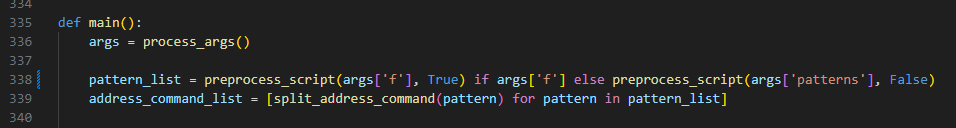 334
335 def main():
336     args = process_args()
337
338     pattern_list = preprocess_script(args['f'], True) if args['f'] else preprocess_script(args['patterns'], False)
339     address_command_list = [split_address_command(pattern) for pattern in pattern_list]
340